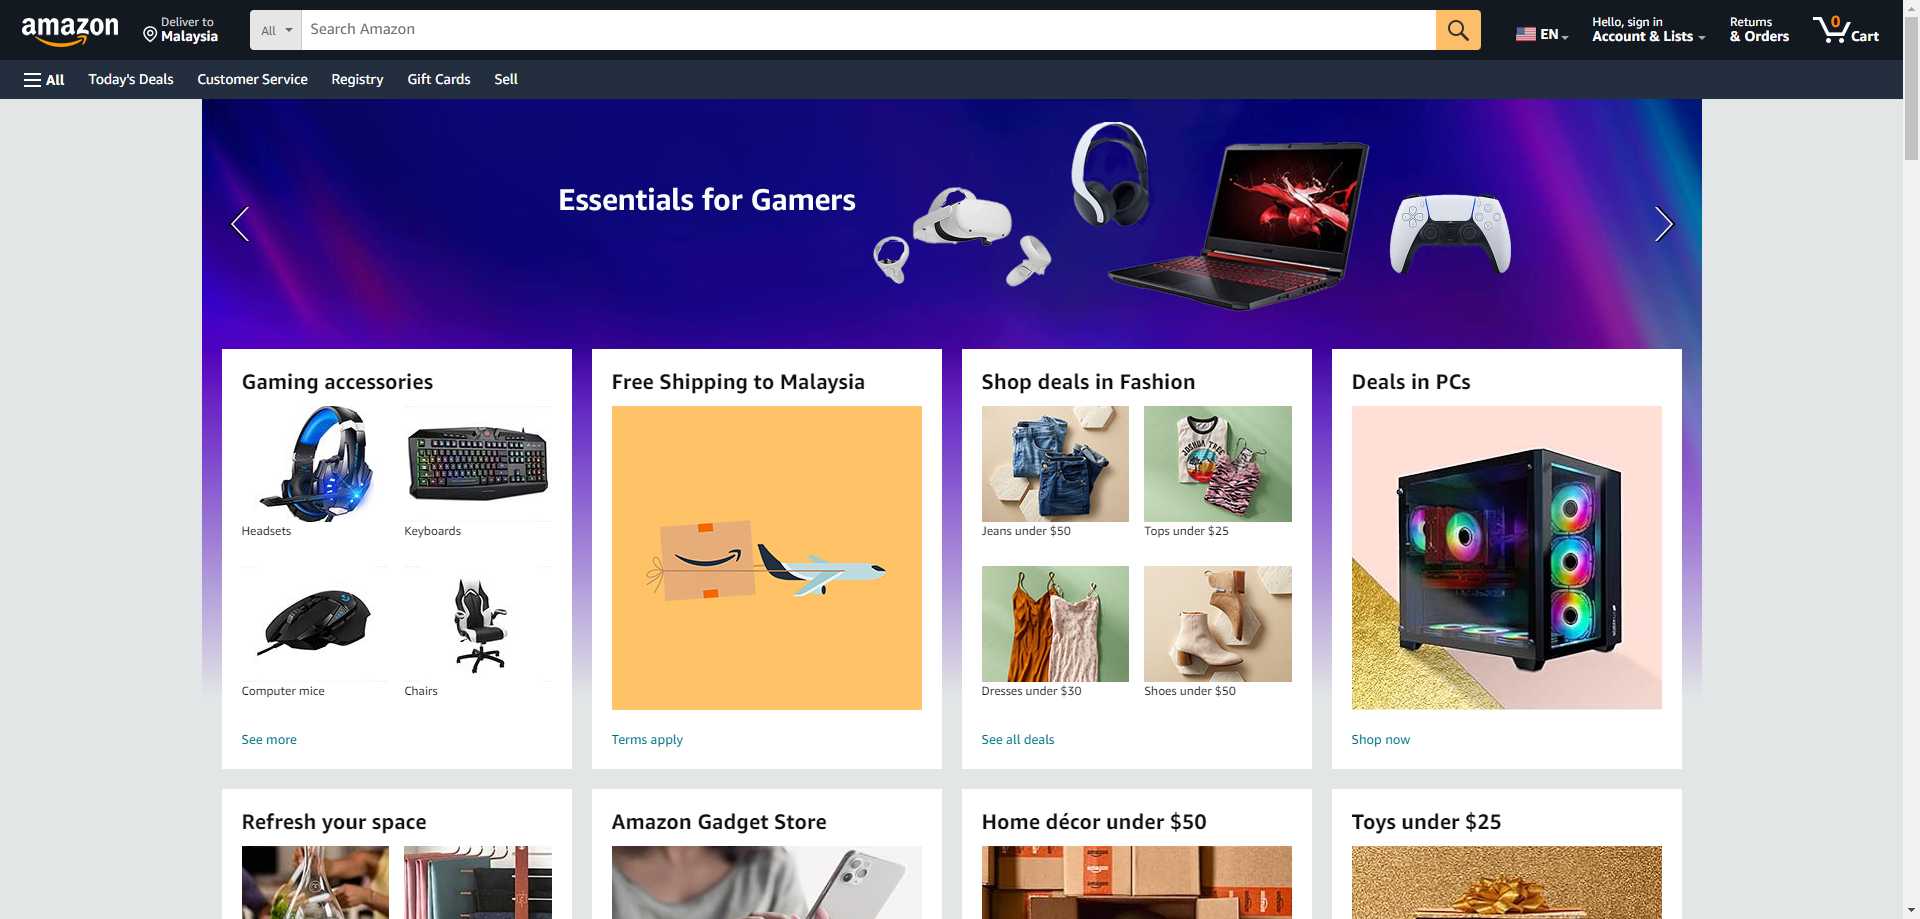 amazon
Deliver to
Malaysia
All
Search Amazon
EN
Hello, sign in
Account & Lists
Returns
& Orders
0
Cart
All
Today's Deals
Customer Service
Registry
Gift Cards
Sell
Essentials for Gamers
Gaming accessories
Headsets
Keyboards
Computer mice
Chairs
See more
Free Shipping to Malaysia
Terms apply
Shop deals in Fashion
JOSHUA TREE
Jeans under $50
Tops under $25
Dresses under $30
Shoes under $50
See all deals
Deals in PCs
Shop now
Refresh your space
Amazon Gadget Store
Home décor under $50
amazon
amazon
Toys under $25